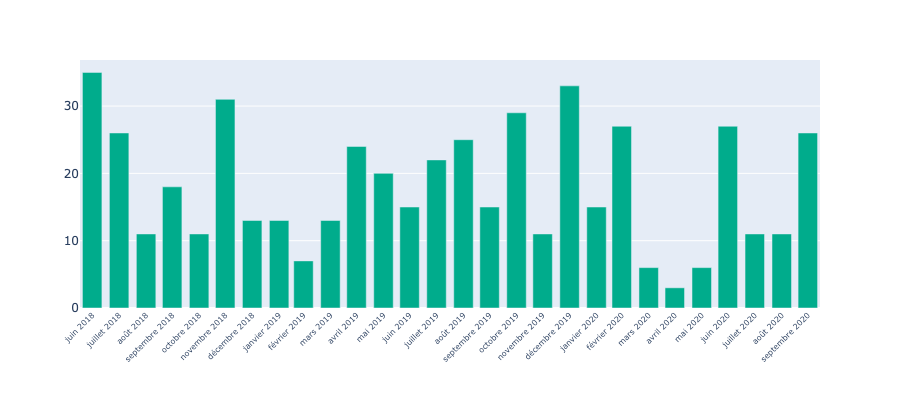 30
20
10
0
juin 2018
juillet 2018
août 2018
septembre 2018
octobre 2018
novembre 2018
décembre 2018
janvier 2019
février 2019
mars 2019
avril 2019
mai 2019
juin 2019
juillet 2019
août 2019
septembre 2019
octobre 2019
novembre 2019
décembre 2019
janvier 2020
février 2020
mars 2020
avril 2020
mai 2020
juin 2020
juillet 2020
août 2020
septembre 2020